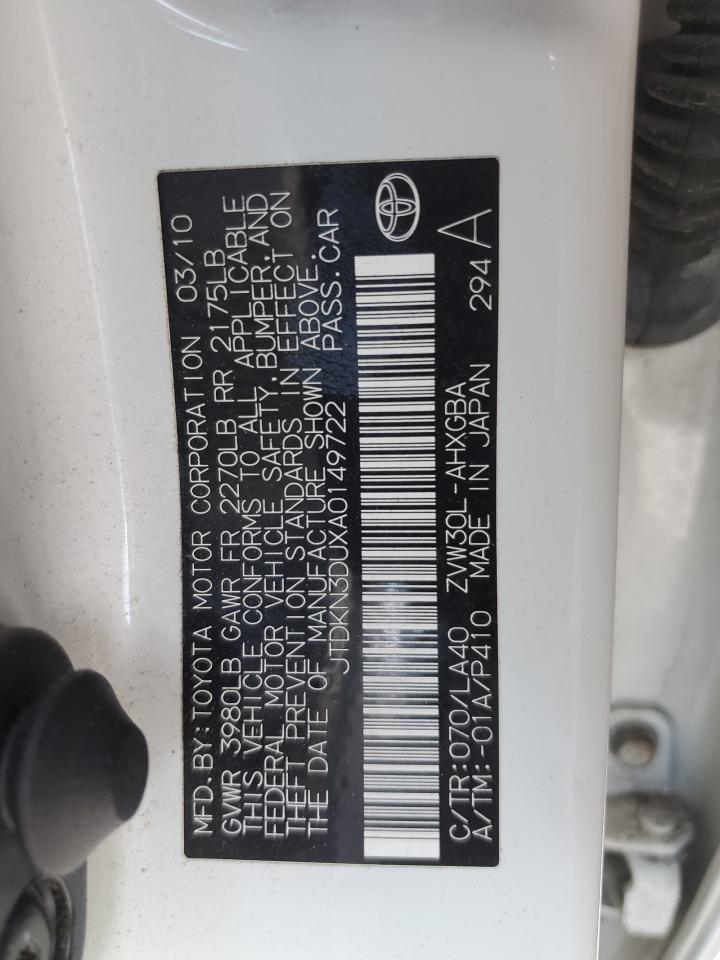 MFD.BY:TOYOTA MOTOR CORPORATION 03/10
GVWR 3980LB GAWR FR 2270LB RR 2175LB
THIS VEHICLE CONFORMS TO ALL APPLICABLE
FEDERAL MOTOR VEHICLE SAFETY,BUMPER,AND
THEFT PREVENTION STANDARDS IN EFFECT ON
THE DATE OF MANUFACTURE SHOWN ABOVE.
JTDKN3DUXA0149722 PASS.CAR
C/TR:070/LA40 ZVW30L-AHXGBA
A/TM:-01A/P410 MADE IN JAPAN 294 A